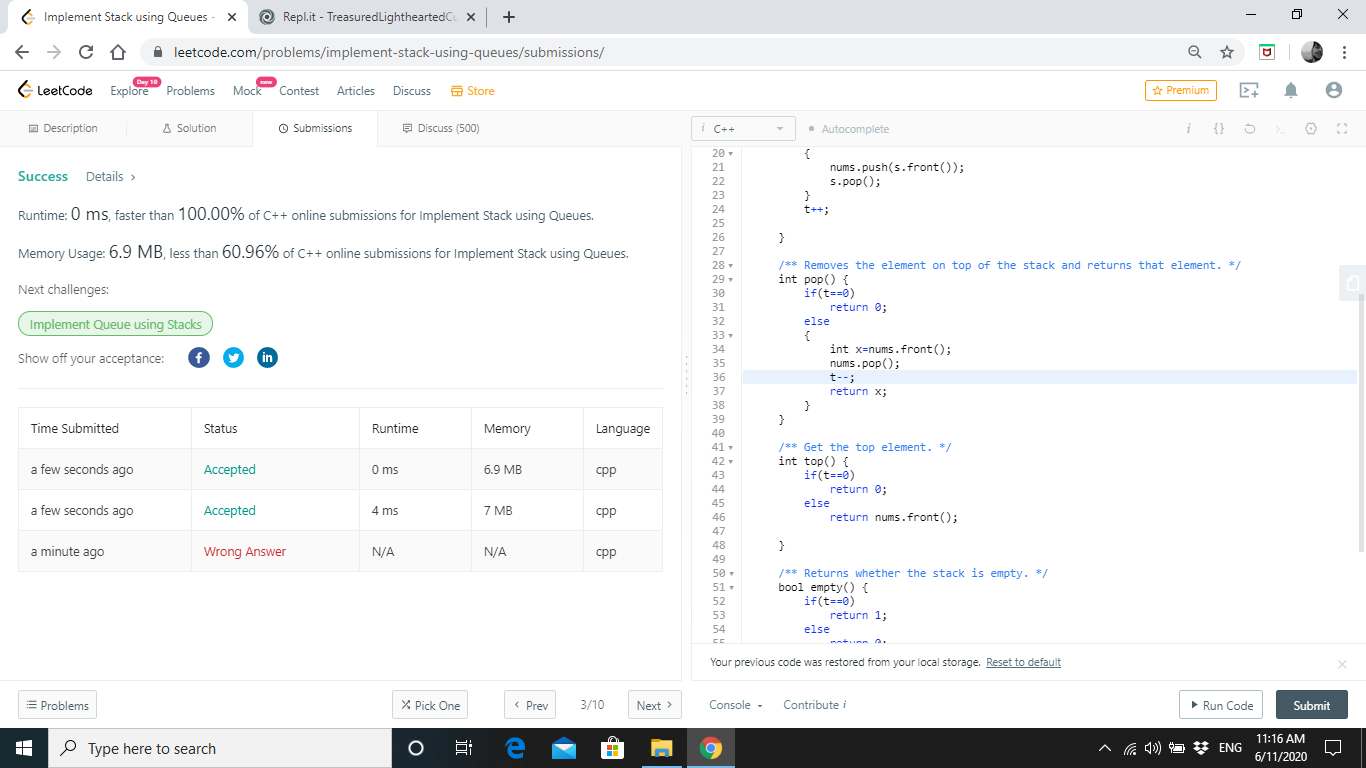 Implement Stack using Queues -
Repl.it - TreasuredLightheartedCu
leetcode.com/problems/implement-stack-using-queues/submissions/
LeetCode
Explore
Day 10
Problems
Mock
new
Contest
Articles
Discuss
Store
Premium
Description
Solution
Submissions
Discuss (500)
i C++
Autocomplete
i {}
Success
Details ›
Runtime: 0 ms, faster than 100.00% of C++ online submissions for Implement Stack using Queues.
Memory Usage: 6.9 MB, less than 60.96% of C++ online submissions for Implement Stack using Queues.
Next challenges:
Implement Queue using Stacks
Show off your acceptance:
f in
Time Submitted Status Runtime Memory Language
a few seconds ago Accepted 0 ms 6.9 MB cpp
a few seconds ago Accepted 4 ms 7 MB cpp
a minute ago Wrong Answer N/A N/A cpp
20 {
21 nums.push(s.front());
22 s.pop();
23 }
24 t++;
25
26 }
27
28 /** Removes the element on top of the stack and returns that element. */
29 int pop() {
30 if(t==0)
31 return 0;
32 else
33 {
34 int x=nums.front();
35 nums.pop();
36 t--;
37 return x;
38 }
39 }
40
41 /** Get the top element. */
42 int top() {
43 if(t==0)
44 return 0;
45 else
46 return nums.front();
47
48 }
49
50 /** Returns whether the stack is empty. */
51 bool empty() {
52 if(t==0)
53 return 1;
54 else
55 return 0;
Your previous code was restored from your local storage. Reset to default
Problems
Pick One
‹ Prev
3/10
Next ›
Console
Contribute i
Run Code
Submit
Type here to search
ENG
11:16 AM
6/11/2020